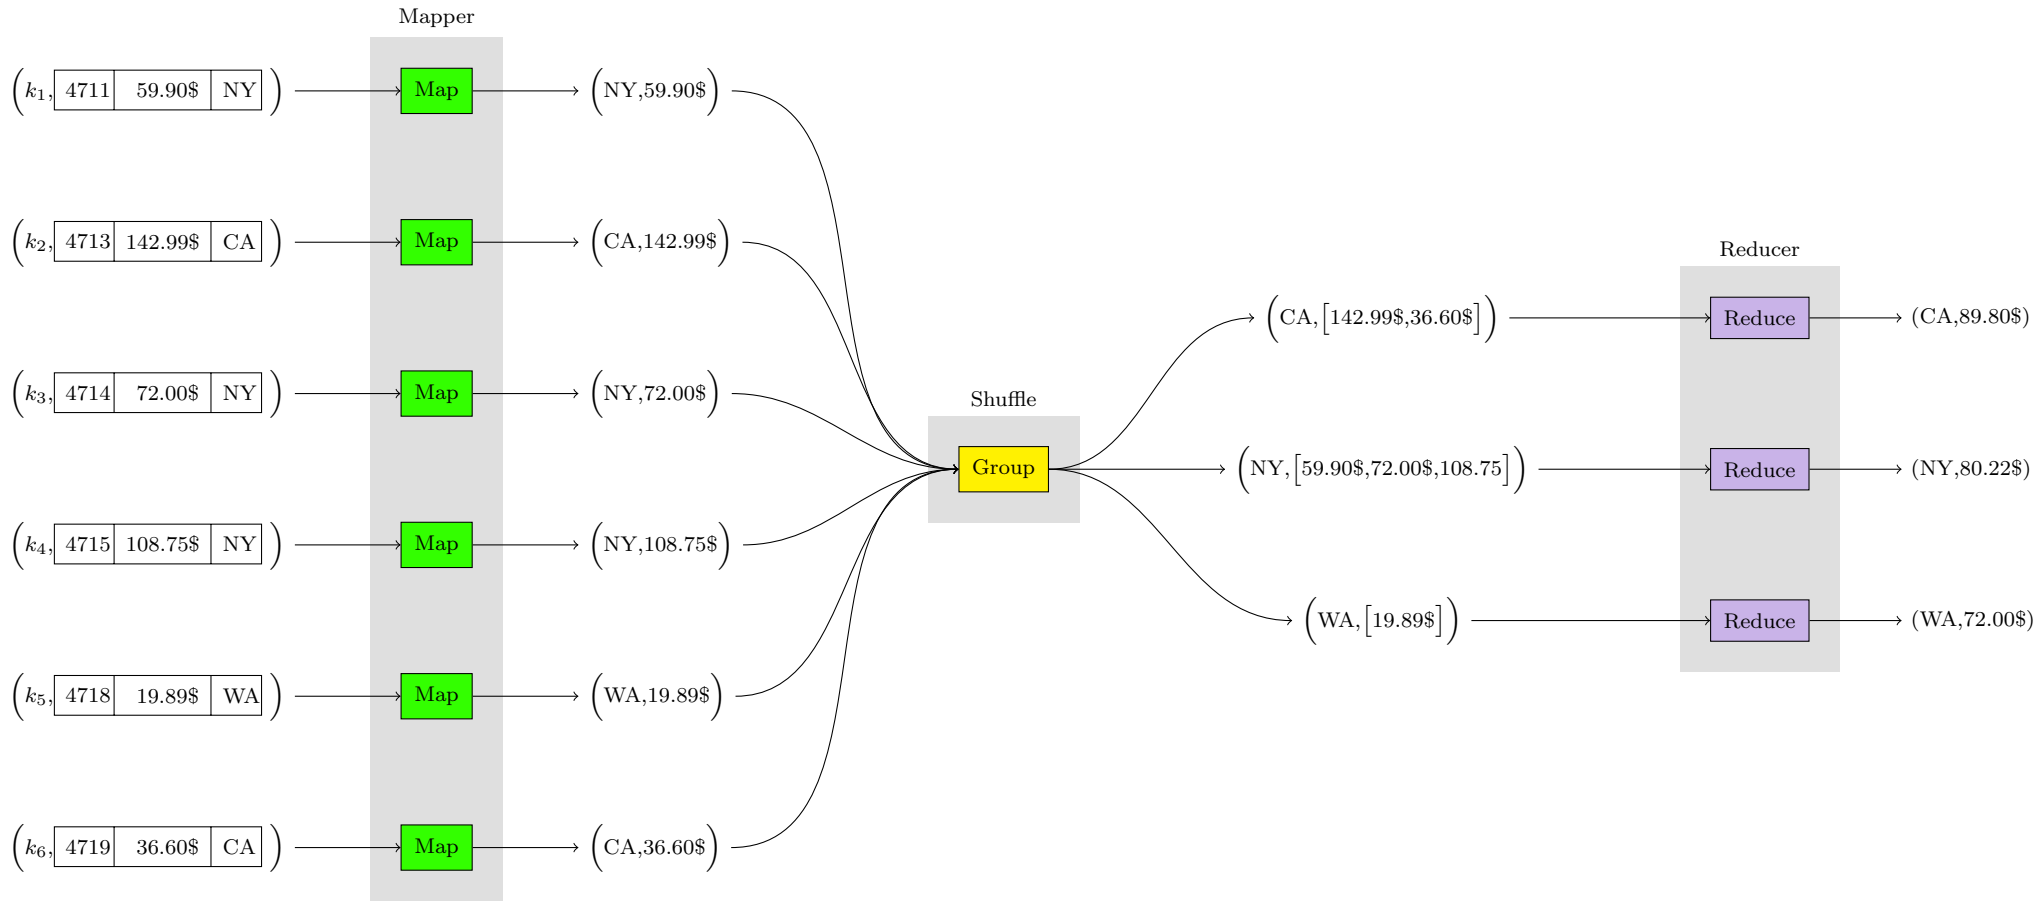 Mapper
(k₁, 4711 59.90$ NY) Map (NY,59.90$)
(k₂, 4713 142.99$ CA) Map (CA,142.99$)
Reducer
(CA,[142.99$,36.60$]) Reduce (CA,89.80$)
(k₃, 4714 72.00$ NY) Map (NY,72.00$)
Shuffle
Group (NY,[59.90$,72.00$,108.75]) Reduce (NY,80.22$)
(k₄, 4715 108.75$ NY) Map (NY,108.75$)
(WA,[19.89$]) Reduce (WA,72.00$)
(k₅, 4718 19.89$ WA) Map (WA,19.89$)
(k₆, 4719 36.60$ CA) Map (CA,36.60$)